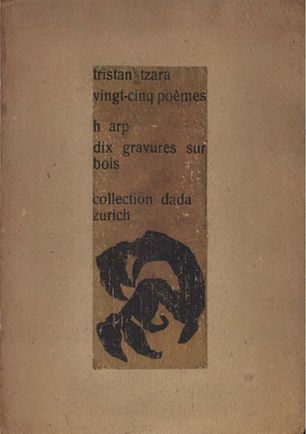 tristan tzara
vingt-cinq poèmes
h arp
dix gravures sur
bois
collection dada
zurich